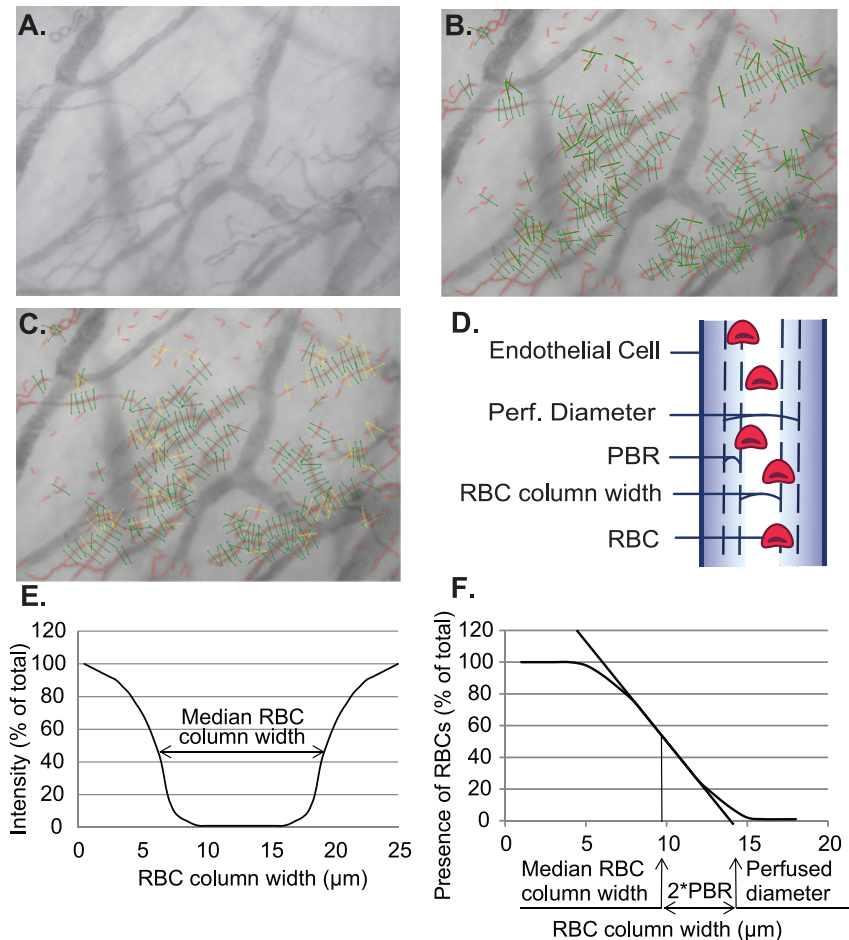 A.
B.
C.
D.
Endothelial Cell
Perf. Diameter
PBR
RBC column width
RBC
E.
Intensity (% of total)
120
100
80
60
40
20
0
Median RBC
column width
0 5 10 15 20 25
RBC column width (µm)
F.
Presence of RBCs (% of total)
120
100
80
60
40
20
0
0 5 10 15 20
Median RBC
column width
2*PBR
Perfused
diameter
RBC column width (µm)